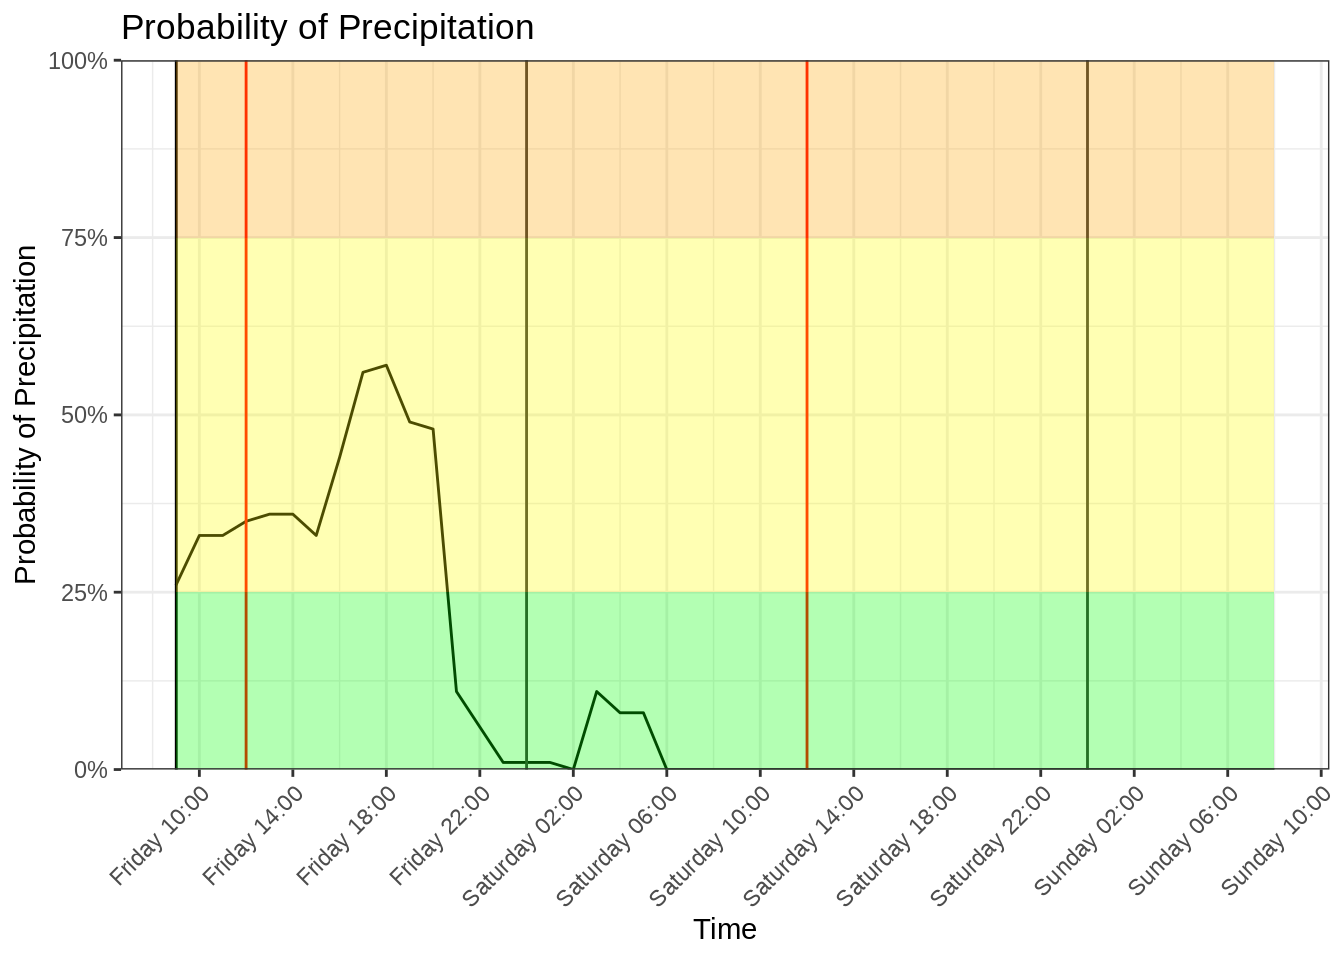 Probability of Precipitation
Probability of Precipitation
100%
75%
50%
25%
0%
Friday 10:00
Friday 14:00
Friday 18:00
Friday 22:00
Saturday 02:00
Saturday 06:00
Saturday 10:00
Saturday 14:00
Saturday 18:00
Saturday 22:00
Sunday 02:00
Sunday 06:00
Sunday 10:00
Time